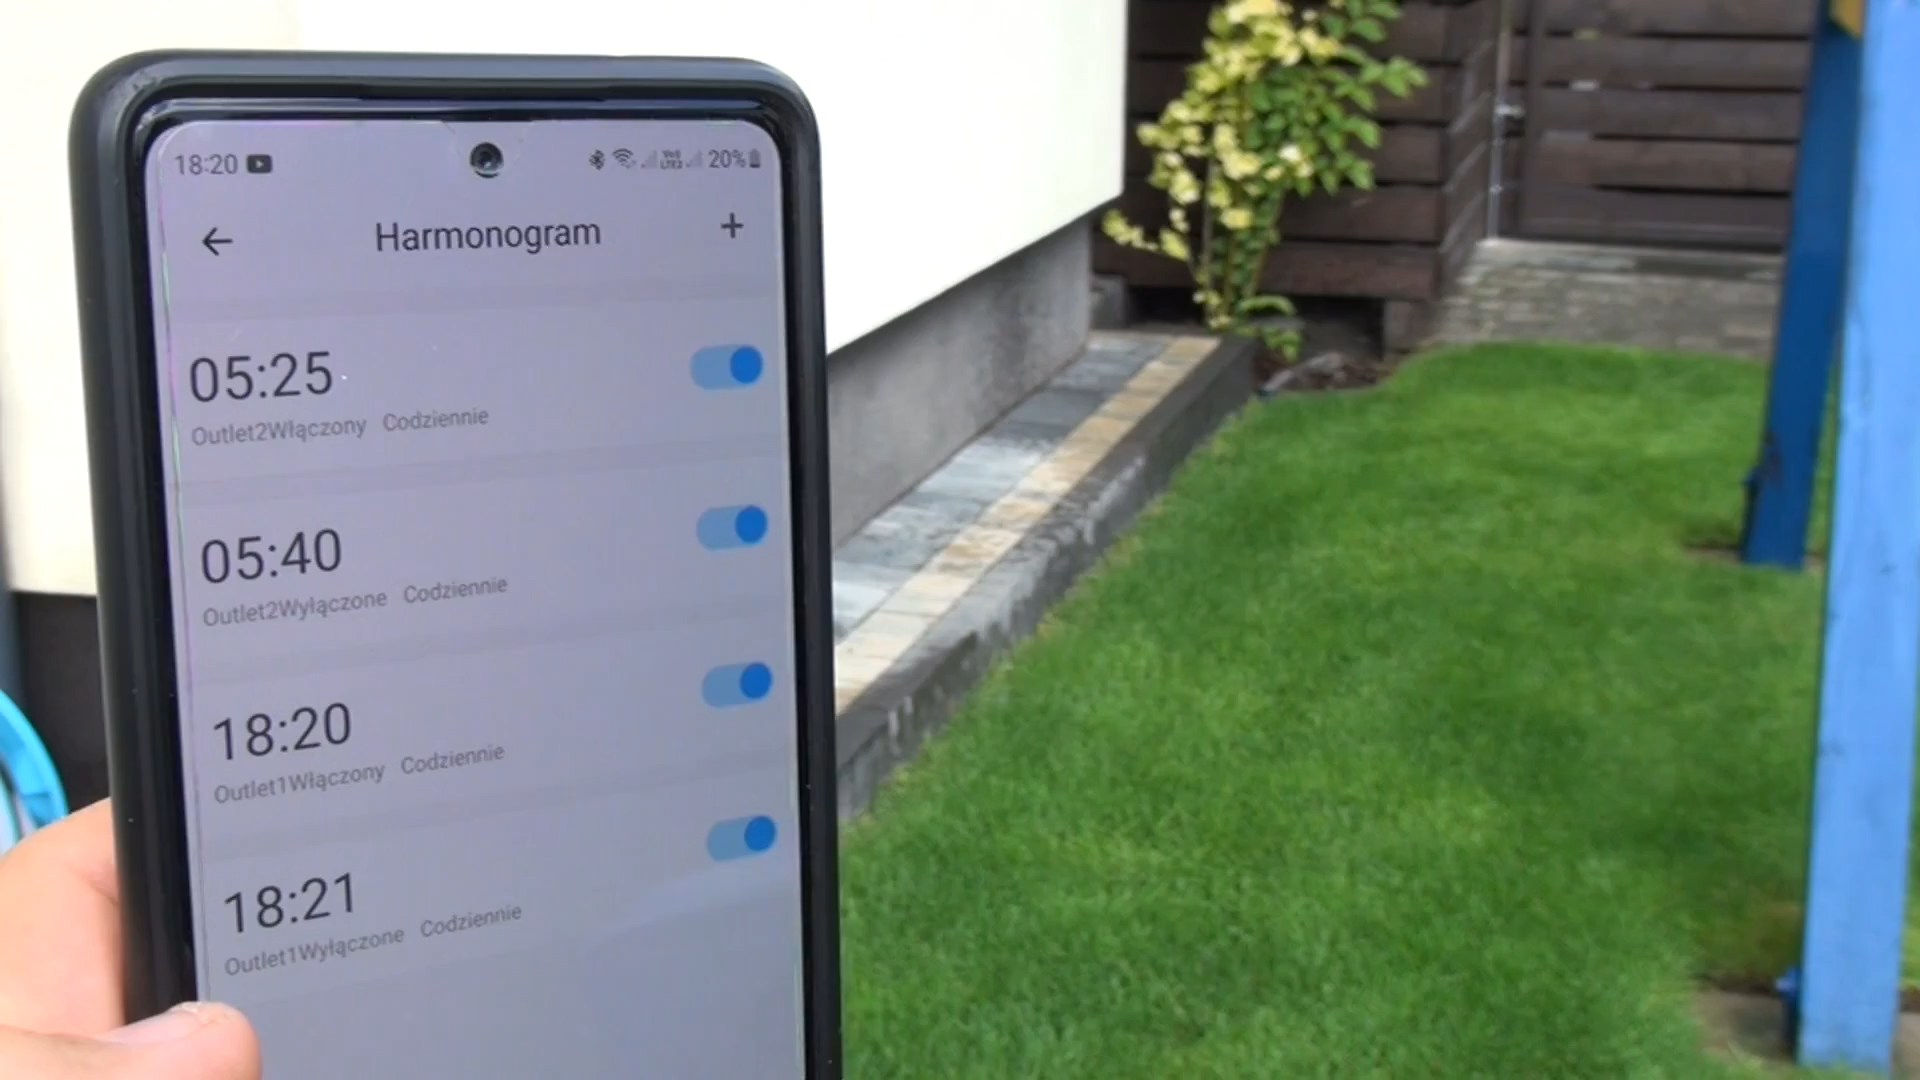 18:20 20%
Harmonogram +
05:25
Outlet2Włączony Codziennie
05:40
Outlet2Wyłączone Codziennie
18:20
Outlet1Włączony Codziennie
18:21
Outlet1Wyłączone Codziennie